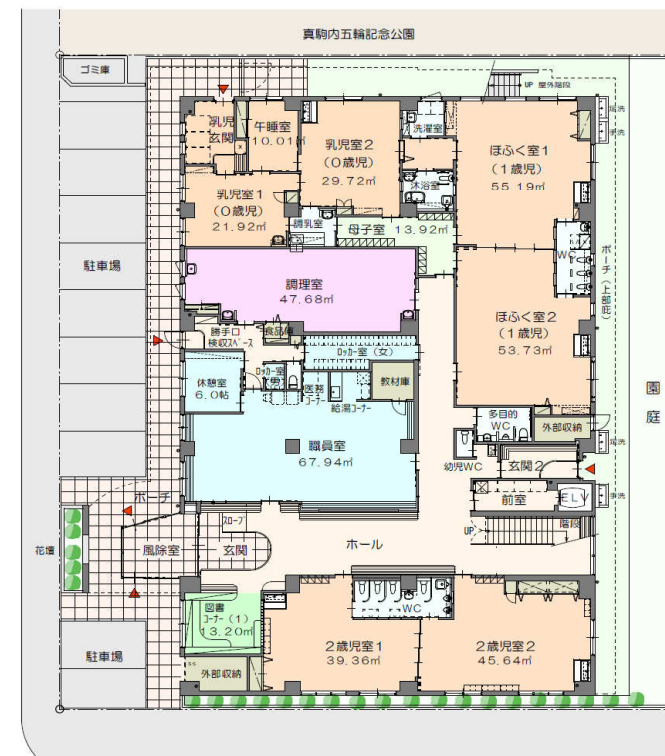 真駒内五輪記念公園
ゴミ庫
UP 屋外階段
足洗
手洗
乳児
玄関
午睡室
10.01㎡
乳児室2
(0歳児)
29.72㎡
洗濯室
沐浴室
ほふく室1
(1歳児)
55.19㎡
乳児室1
(0歳児)
21.92㎡
調乳室
母子室 13.92㎡
WC
ポーチ(上部庇)
駐車場
調理室
47.68㎡
ほふく室2
(1歳児)
53.73㎡
勝手口
検収スペース
食品庫
ロッカー室(女)
休憩室
6.0帖
ロッカー室
(男)
医務
コーナー
給湯コーナー
教材庫
園庭
多目的
WC
外部収納
足洗
職員室
67.94㎡
幼児WC
玄関2
前室
ELV
手洗
ポーチ
花壇
風除室
スロープ
玄関
ホール
UP
階段
図書
コーナー(1)
13.20㎡
WC
駐車場
外部収納
2歳児室1
39.36㎡
2歳児室2
45.64㎡